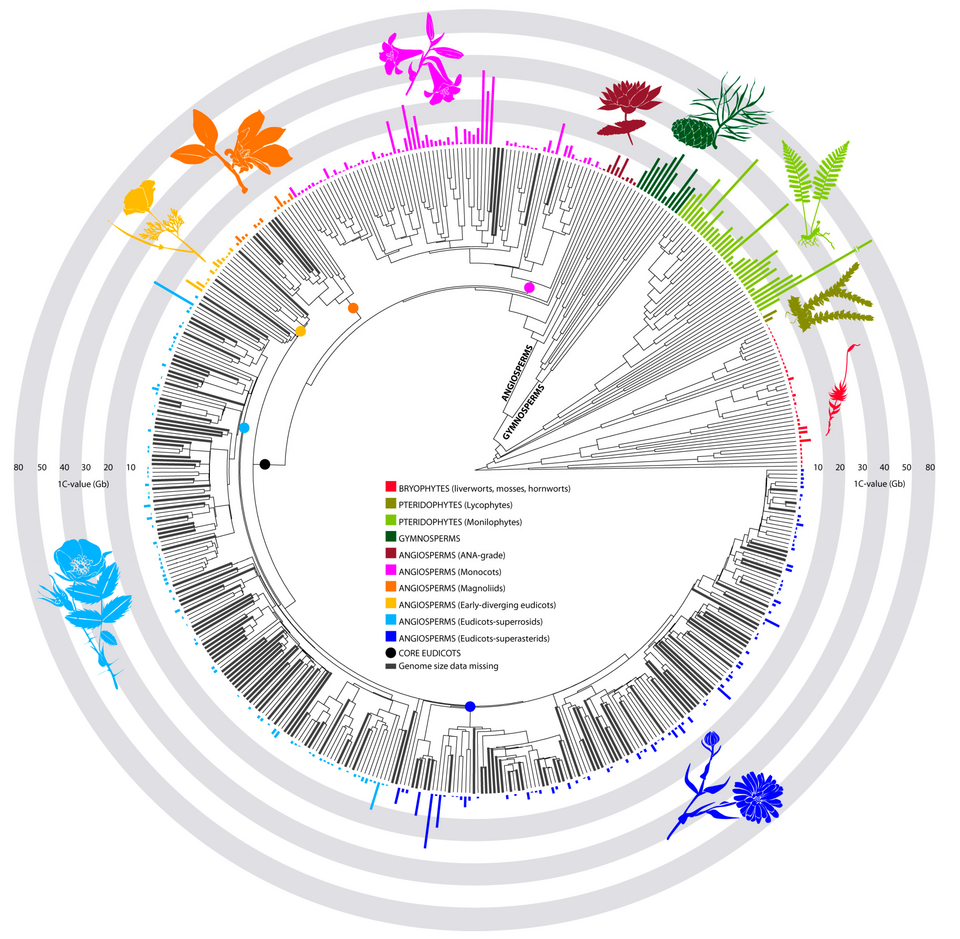 ANGIOSPERMS
GYMNOSPERMS
80 50 40 30 20 10
1C-value (Gb)
10 20 30 40 50 80
1C-value (Gb)
BRYOPHYTES (liverworts, mosses, hornworts)
PTERIDOPHYTES (Lycophytes)
PTERIDOPHYTES (Monilophytes)
GYMNOSPERMS
ANGIOSPERMS (ANA-grade)
ANGIOSPERMS (Monocots)
ANGIOSPERMS (Magnoliids)
ANGIOSPERMS (Early-diverging eudicots)
ANGIOSPERMS (Eudicots-superrosids)
ANGIOSPERMS (Eudicots-superasterids)
CORE EUDICOTS
Genome size data missing